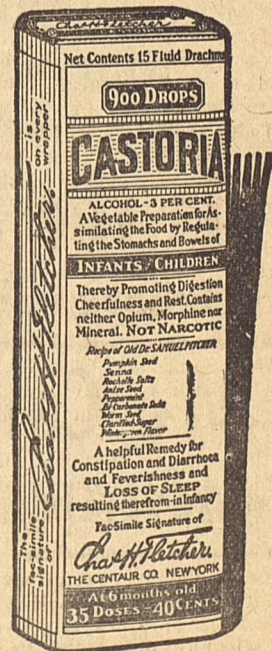 Chas H Fletcher
Net Contents 15 Fluid Drachms
900 DROPS
CASTORIA
ALCOHOL-3 PER CENT.
A Vegetable Preparation for As-
similating the Food by Regula-
ting the Stomachs and Bowels of
INFANTS / CHILDREN
Thereby Promoting Digestion
Cheerfulness and Rest. Contains
neither Opium, Morphine nor
Mineral. NOT NARCOTIC
Recipe of Old Dr. SAMUEL PITCHER
Pumpkin Seed
Senna
Rochelle Salts
Anise Seed
Peppermint
Bi Carbonate Soda
Worm Seed
Clarified Sugar
Wintergreen Flavor
A helpful Remedy for
Constipation and Diarrhoea
and Feverishness and
LOSS OF SLEEP
resulting therefrom-in Infancy
Fac-Simile Signature of
Chas H. Fletcher.
THE CENTAUR CO. NEW YORK
At 6 months old
35 DOSES - 40 CENTS
The
facsimile
signature
of
Chas H Fletcher.
is
on every
wrapper